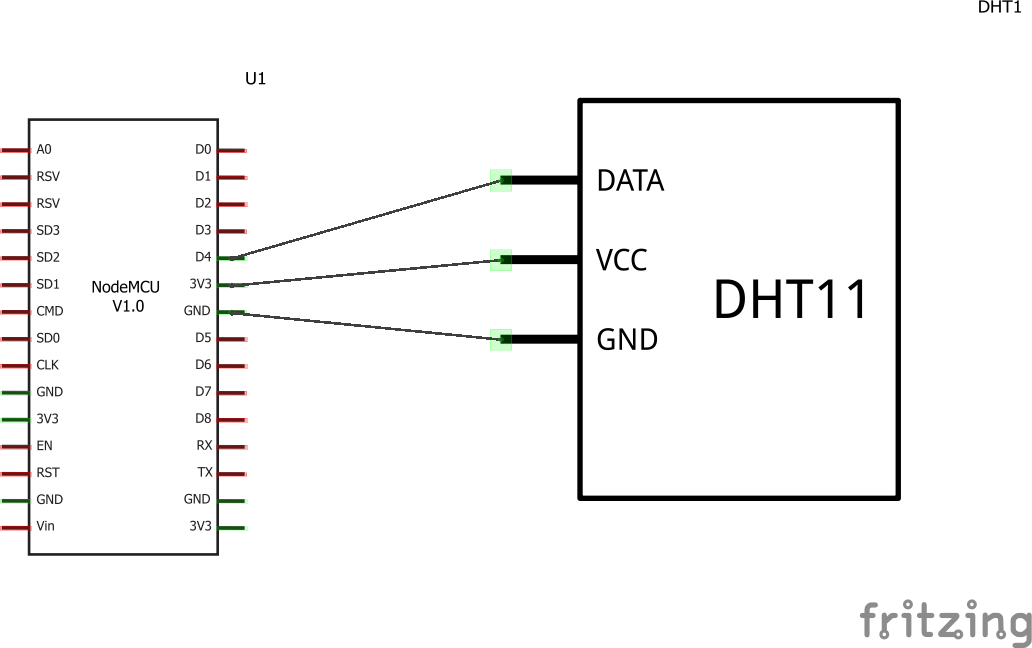 DHT1
U1
A0
RSV
RSV
SD3
SD2
SD1
CMD
SD0
CLK
GND
3V3
EN
RST
GND
Vin
NodeMCU
V1.0
D0
D1
D2
D3
D4
3V3
GND
D5
D6
D7
D8
RX
TX
GND
3V3
DATA
VCC
GND
DHT11
fritzing